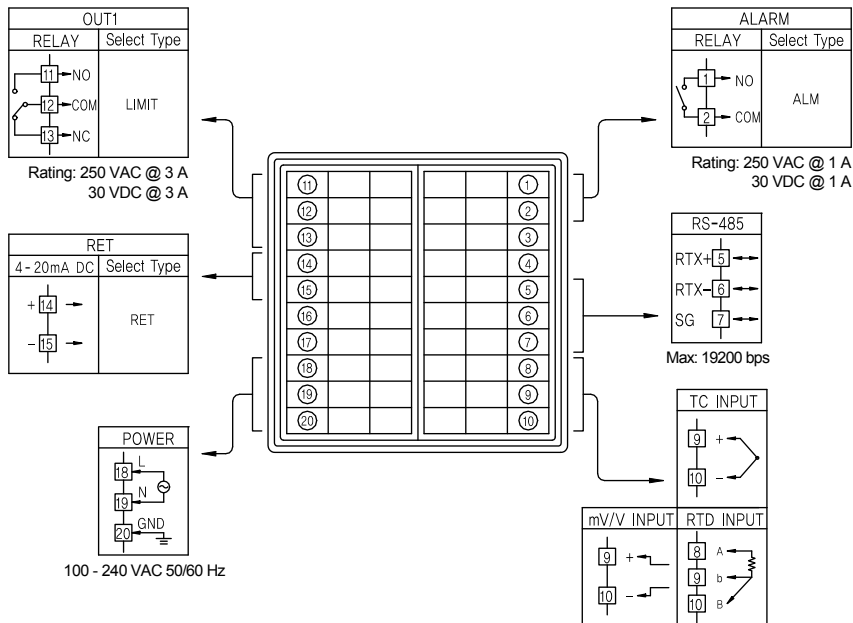 OUT1
RELAY Select Type
11 NO
12 COM
13 NC
LIMIT
Rating: 250 VAC @ 3 A
30 VDC @ 3 A
RET
4-20mA DC Select Type
+ 14
- 15
RET
POWER
18 L
19 N
20 GND
100 - 240 VAC 50/60 Hz
11 1
12 2
13 3
14 4
15 5
16 6
17 7
18 8
19 9
20 10
ALARM
RELAY Select Type
1 NO
2 COM
ALM
Rating: 250 VAC @ 1 A
30 VDC @ 1 A
RS-485
RTX+ 5
RTX- 6
SG 7
Max: 19200 bps
TC INPUT
9 +
10 -
mV/V INPUT
9 +
10 -
RTD INPUT
8 A
9 b
10 B